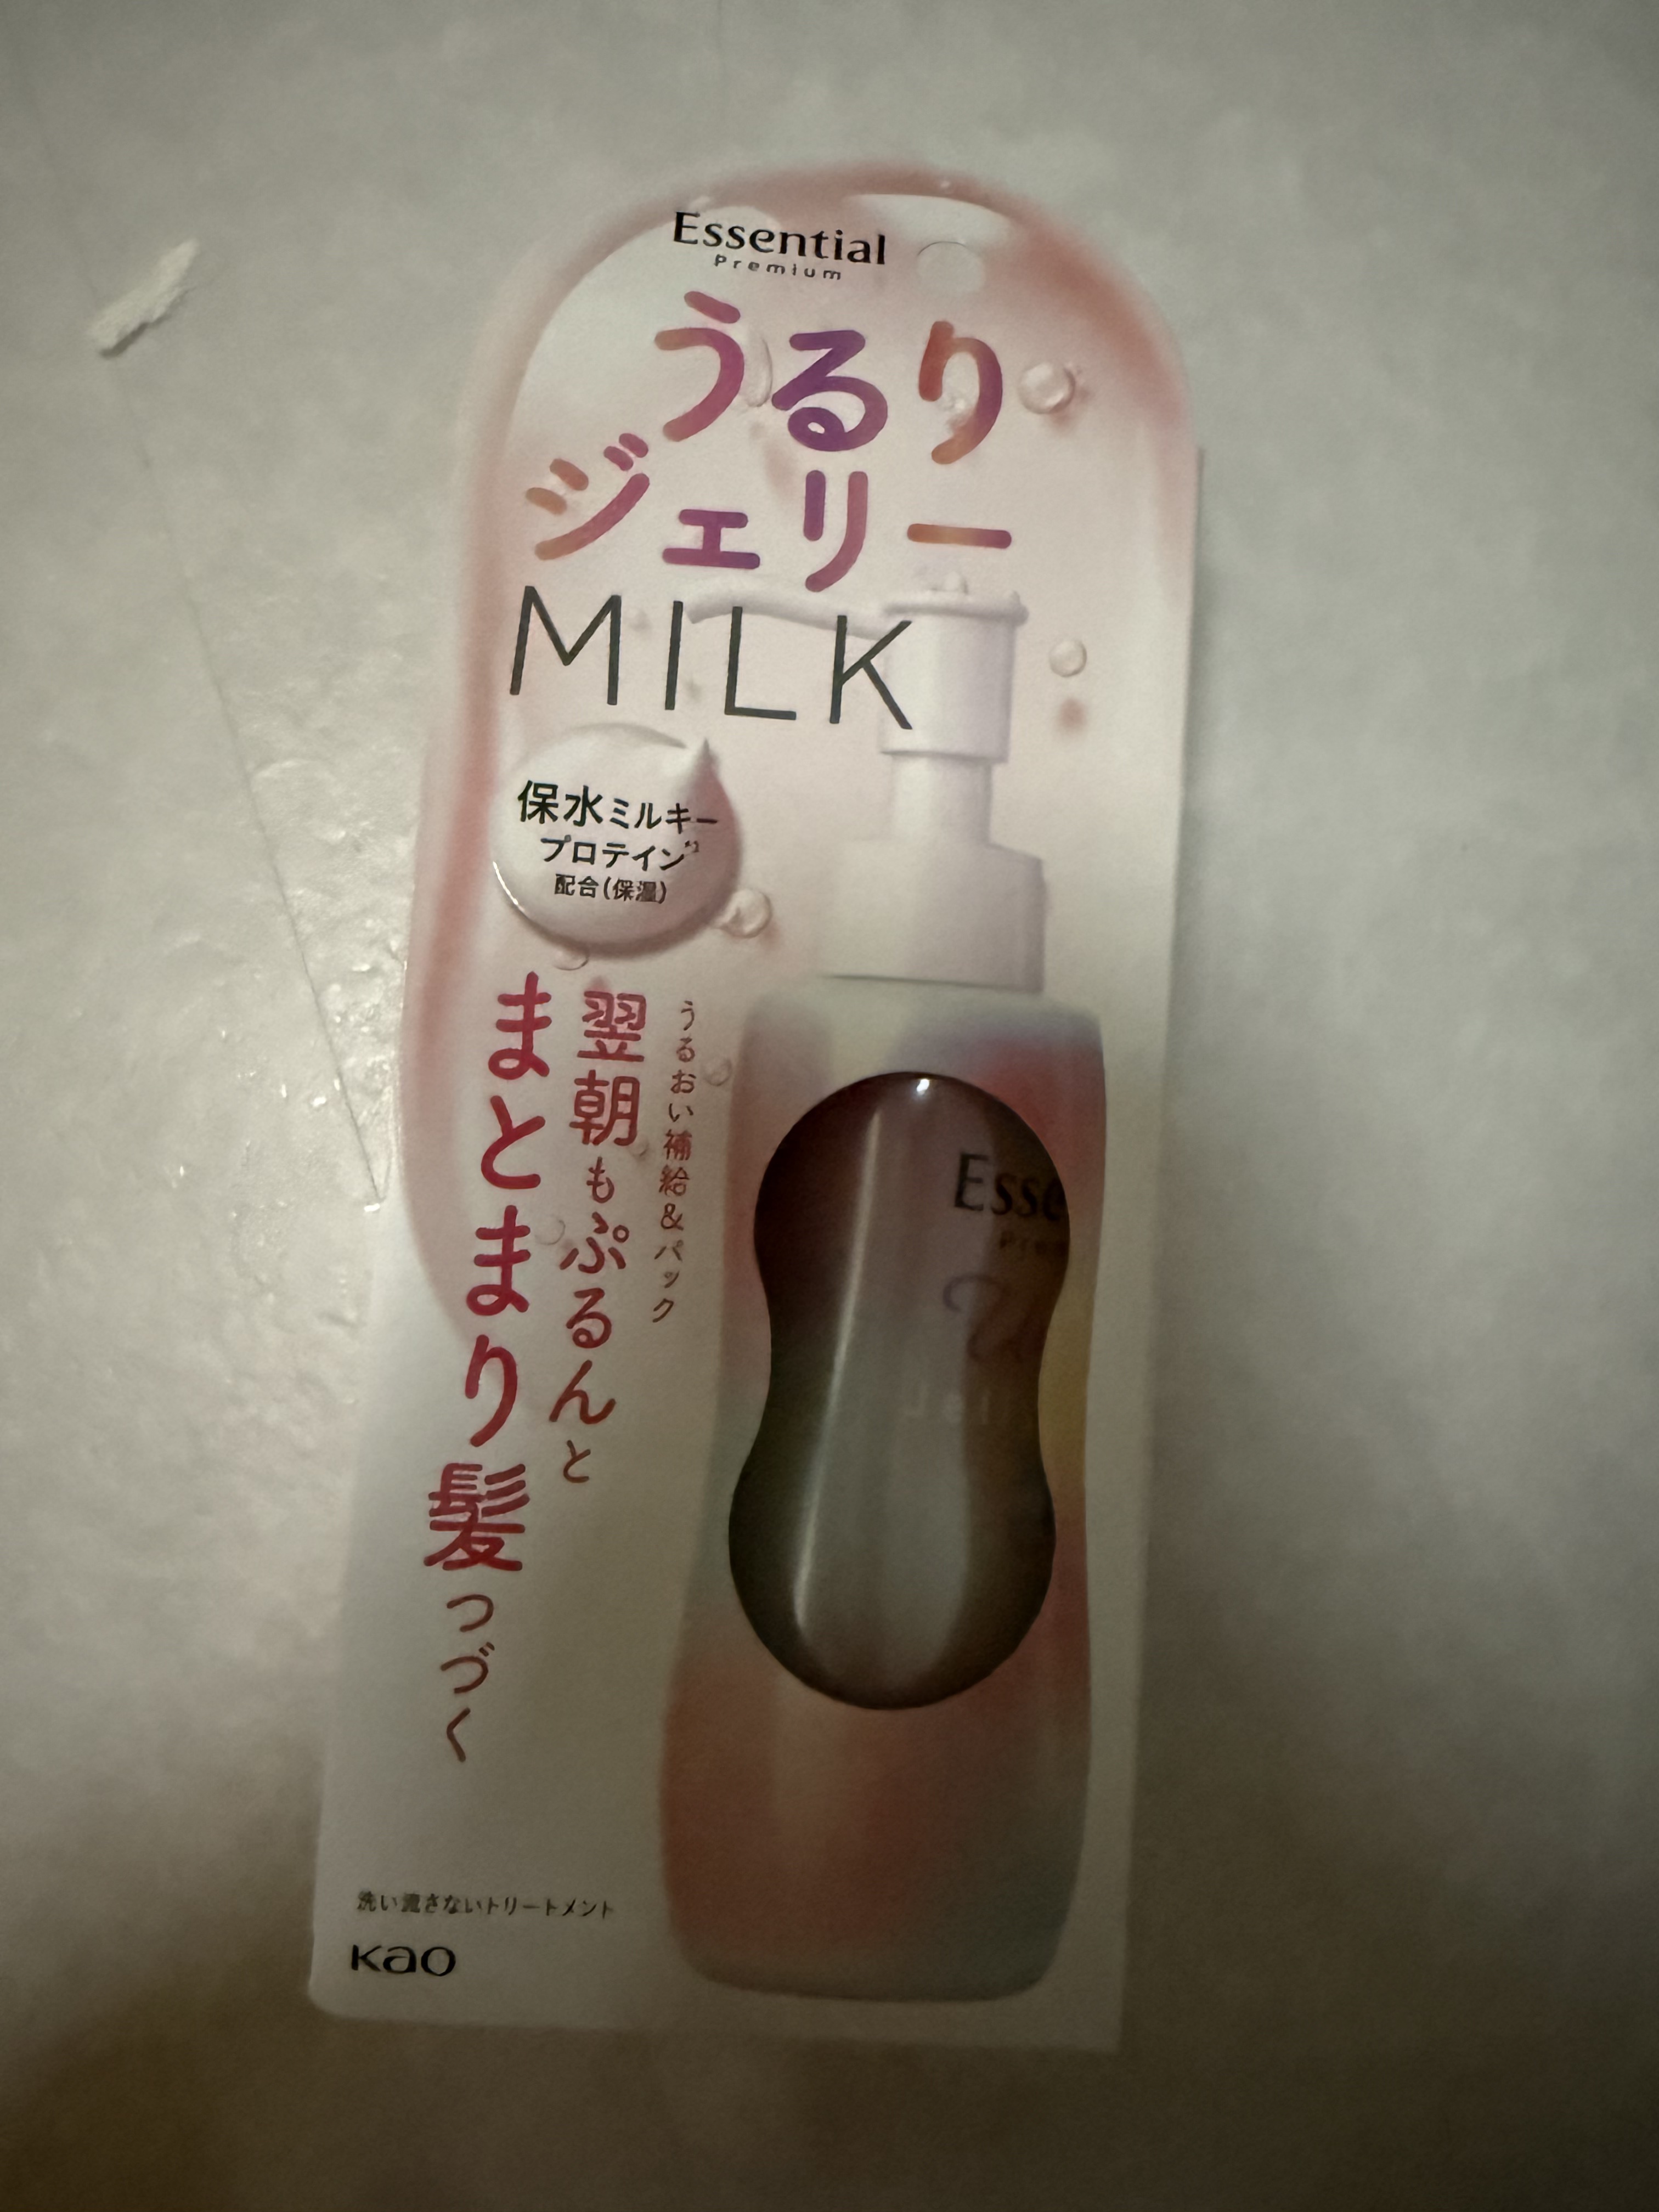 Essential
Premium
うるり
ジェリー
MILK
保水ミルキー
プロテイン
配合(保湿)
うるおい補給&パック
翌朝もぷるんと
まとまり髪つづく
Esse
洗い流さないトリートメント
Kao